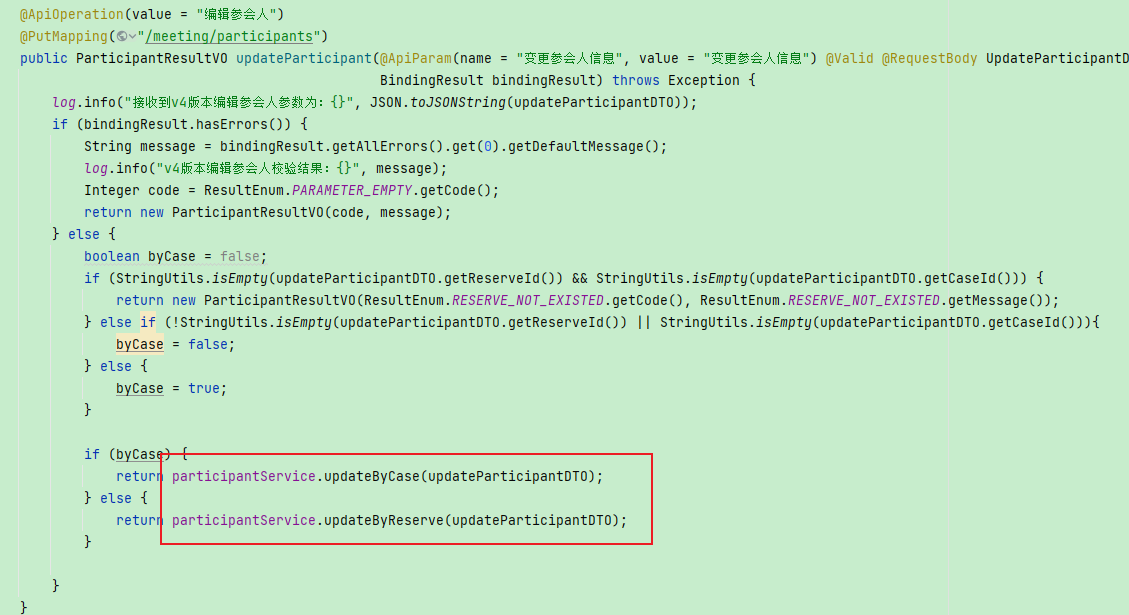 @ApiOperation(value = "编辑参会人")
@PutMapping("/meeting/participants")
public ParticipantResultVO updateParticipant(@ApiParam(name = "变更参会人信息", value = "变更参会人信息") @Valid @RequestBody UpdateParticipantD
BindingResult bindingResult) throws Exception {
log.info("接收到v4版本编辑参会人参数为: {}", JSON.toJSONString(updateParticipantDTO));
if (bindingResult.hasErrors()) {
String message = bindingResult.getAllErrors().get(0).getDefaultMessage();
log.info("v4版本编辑参会人校验结果: {}", message);
Integer code = ResultEnum.PARAMETER_EMPTY.getCode();
return new ParticipantResultVO(code, message);
} else {
boolean byCase = false;
if (StringUtils.isEmpty(updateParticipantDTO.getReserveId()) && StringUtils.isEmpty(updateParticipantDTO.getCaseId())) {
return new ParticipantResultVO(ResultEnum.RESERVE_NOT_EXISTED.getCode(), ResultEnum.RESERVE_NOT_EXISTED.getMessage());
} else if (!StringUtils.isEmpty(updateParticipantDTO.getReserveId()) || StringUtils.isEmpty(updateParticipantDTO.getCaseId())){
byCase = false;
} else {
byCase = true;
}
if (byCase) {
return participantService.updateByCase(updateParticipantDTO);
} else {
return participantService.updateByReserve(updateParticipantDTO);
}
}
}